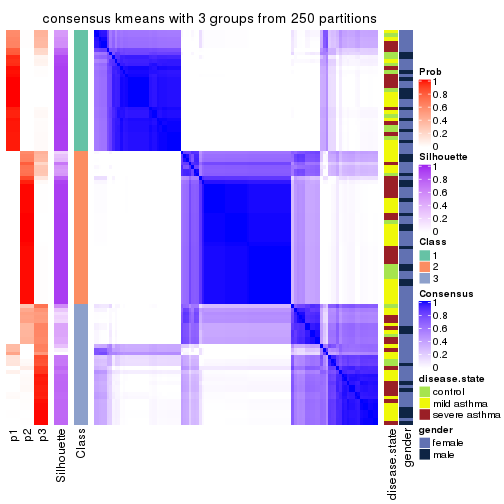 consensus kmeans with 3 groups from 250 partitions
Prob
1
0.8
0.6
0.4
0.2
0
Silhouette
1
0.8
0.6
0.4
0.2
0
Class
1
2
3
Consensus
1
0.8
0.6
0.4
0.2
0
disease.state
control
mild asthma
severe asthma
gender
female
male
p1
p2
p3
Silhouette
Class
disease.state
gender